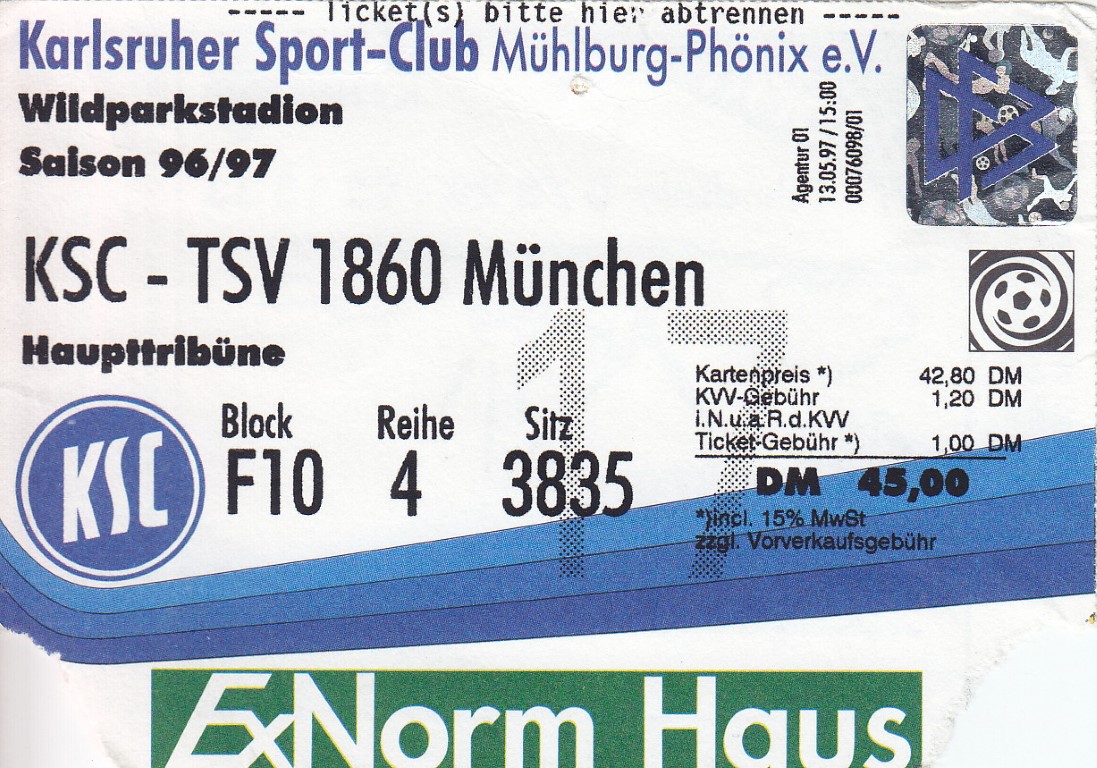 ----- Ticket(s) bitte hier abtrennen -----
Karlsruher Sport-Club Mühlburg-Phönix e.V.
Wildparkstadion
Saison 96/97
Agentur 01
13.05.97 / 15:00
00076098/01
KSC - TSV 1860 München
Haupttribüne
17
Kartenpreis *) 42,80 DM
KVV-Gebühr 1,20 DM
i.N.u.a.R.d.KVV
Ticket-Gebühr *) 1,00 DM
DM 45,00
*)incl. 15% MwSt
zzgl. Vorverkaufsgebühr
KSC
Block Reihe Sitz
F10 4 3835
ExNorm Haus